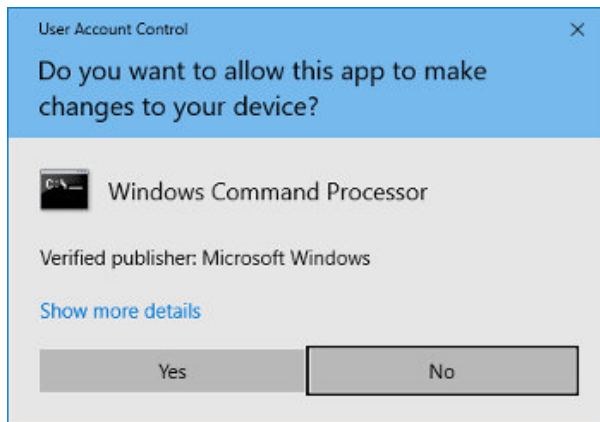 User Account Control
Do you want to allow this app to make
changes to your device?
C:\_
Windows Command Processor
Verified publisher: Microsoft Windows
Show more details
Yes
No